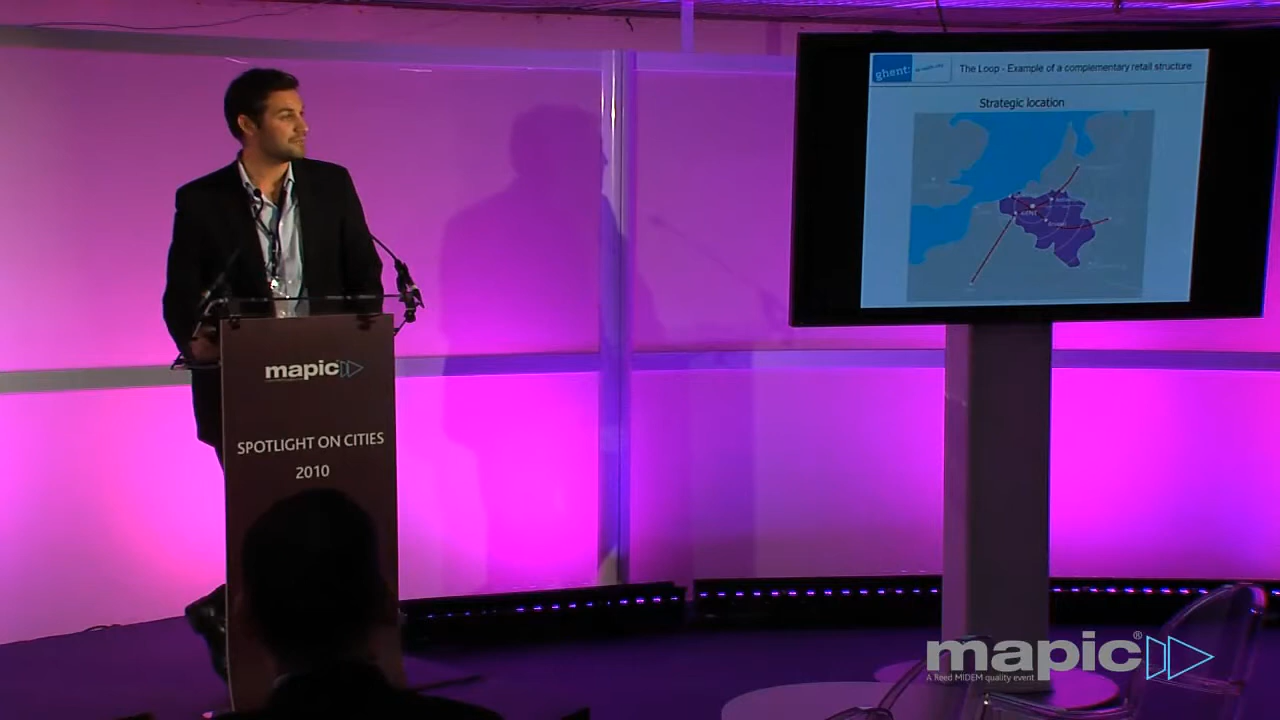 ghent:
The Loop - Example of a complementary retail structure
Strategic location
mapic
SPOTLIGHT ON CITIES
2010
mapic®
A Reed MIDEM quality event